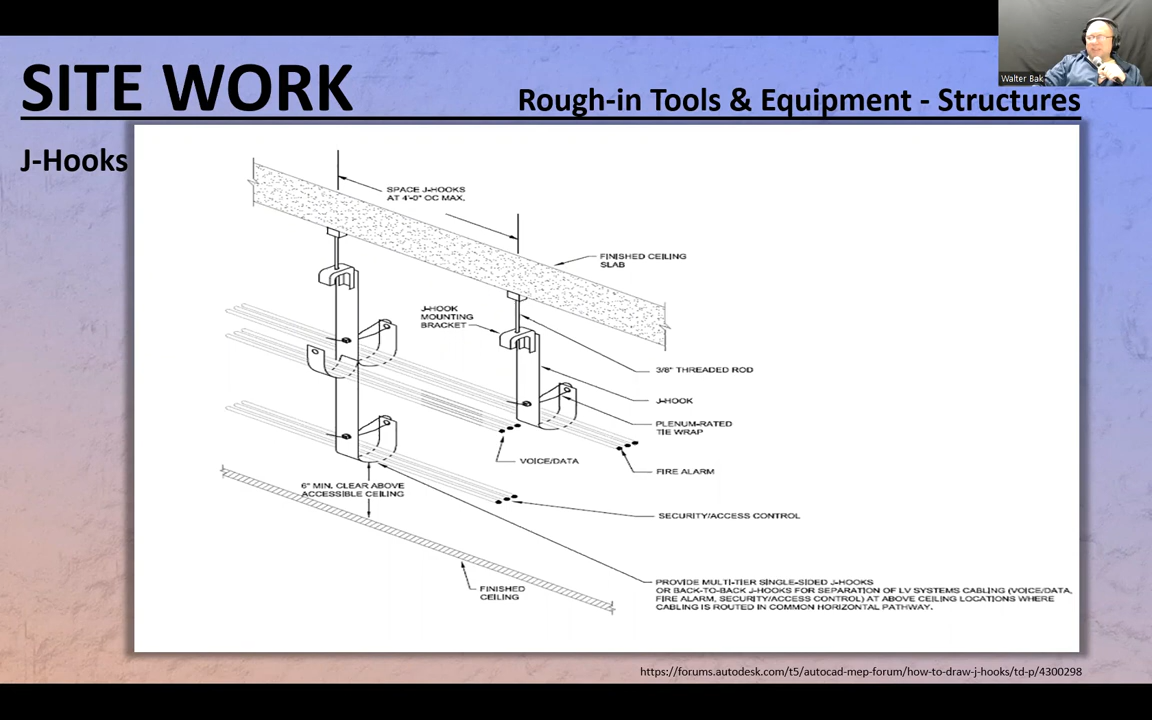 Walter Bak
SITE WORK
Rough-in Tools & Equipment - Structures
J-Hooks
SPACE J-HOOKS
AT 4'-0" OC MAX.
FINISHED CEILING
SLAB
J-HOOK
MOUNTING
BRACKET
3/8" THREADED ROD
J-HOOK
PLENUM-RATED
TIE WRAP
VOICE/DATA
FIRE ALARM
6" MIN. CLEAR ABOVE
ACCESSIBLE CEILING
SECURITY/ACCESS CONTROL
FINISHED
CEILING
PROVIDE MULTI-TIER SINGLE-SIDED J-HOOKS
OR BACK-TO-BACK J-HOOKS FOR SEPARATION OF LV SYSTEMS CABLING (VOICE/DATA,
FIRE ALARM, SECURITY/ACCESS CONTROL) AT ABOVE CEILING LOCATIONS WHERE
CABLING IS ROUTED IN COMMON HORIZONTAL PATHWAY.
https://forums.autodesk.com/t5/autocad-mep-forum/how-to-draw-j-hooks/td-p/4300298